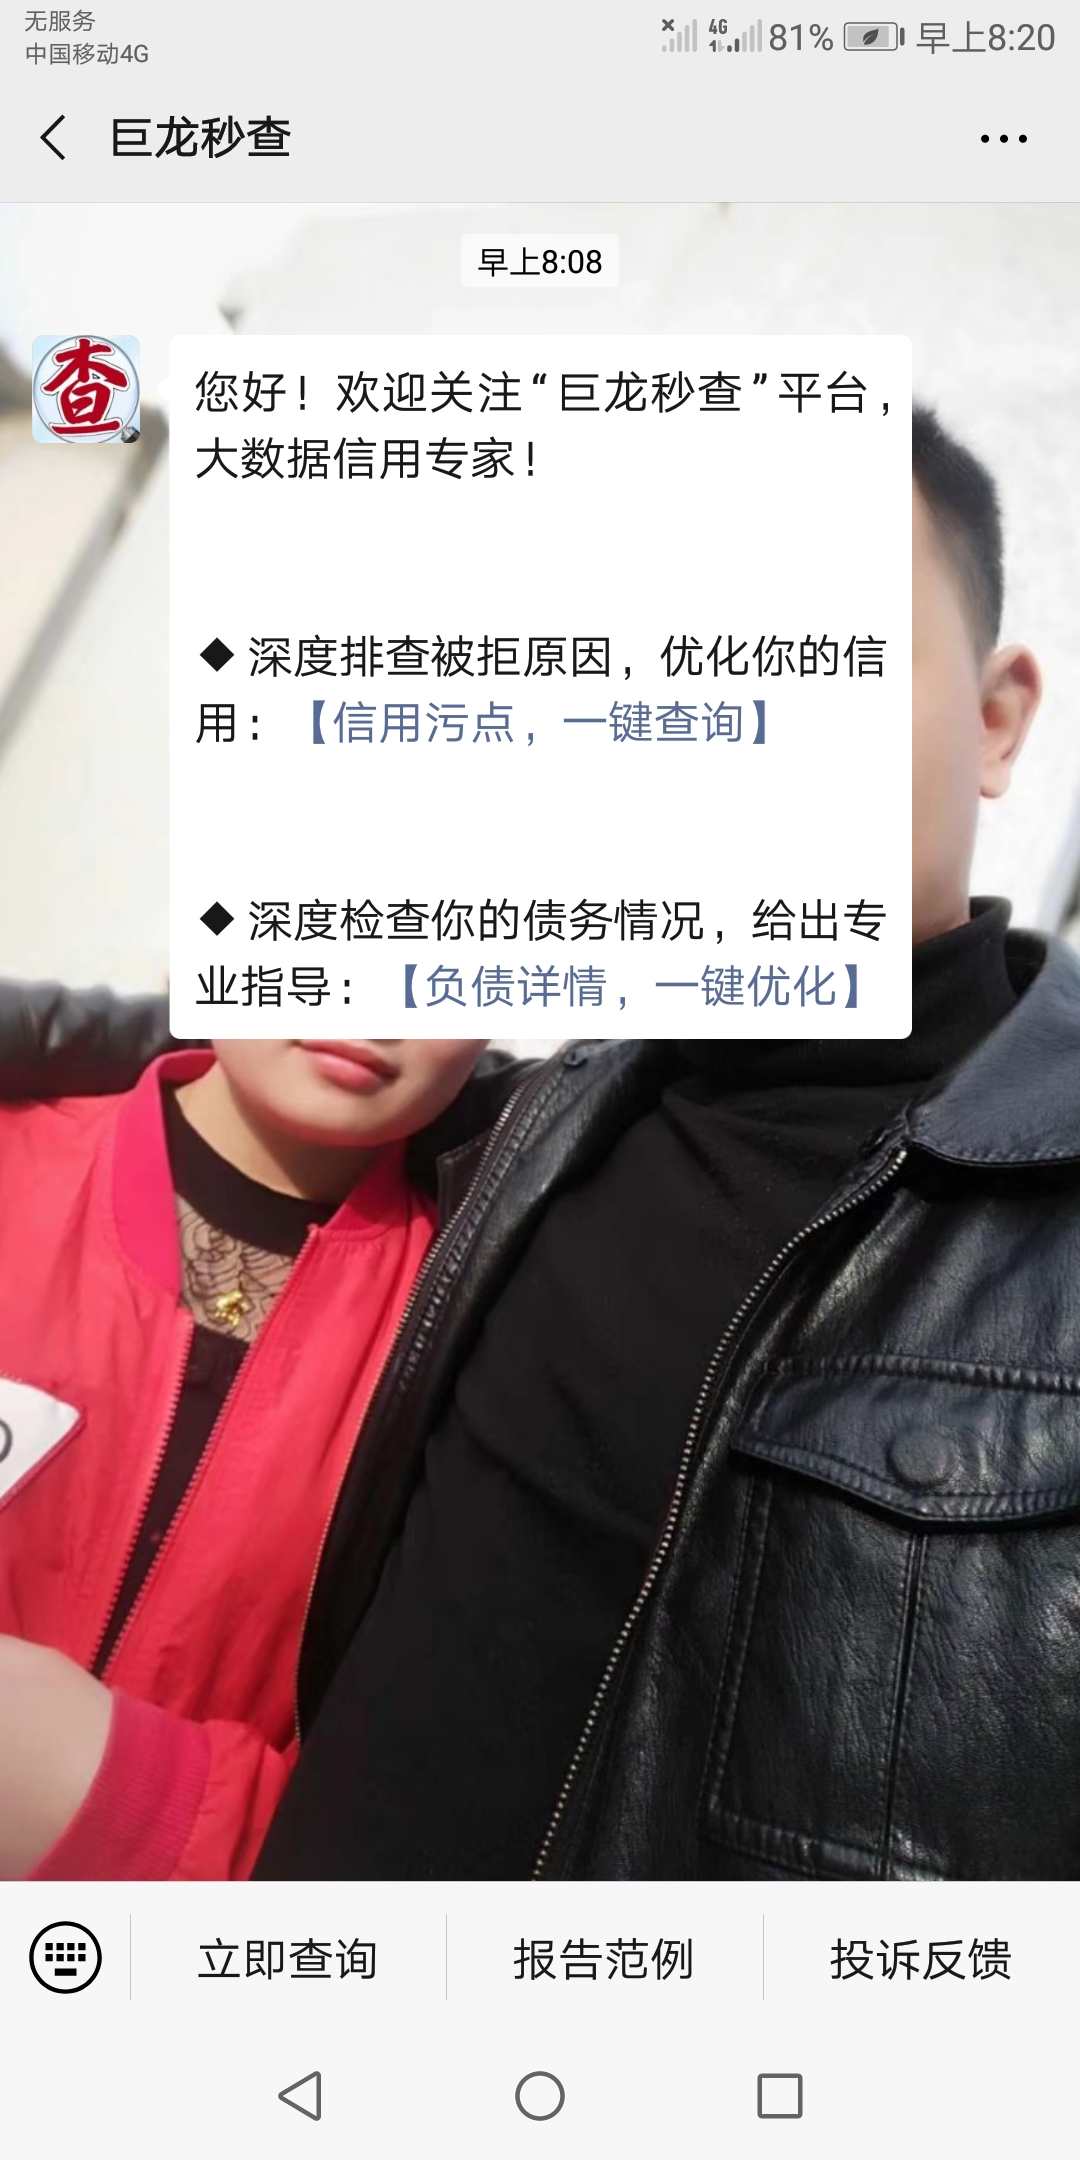 无服务
中国移动4G
4G
81%
早上8:20
巨龙秒查
早上8:08
查
您好！欢迎关注“巨龙秒查”平台，
大数据信用专家！
◆ 深度排查被拒原因，优化你的信
用：【信用污点，一键查询】
◆ 深度检查你的债务情况，给出专
业指导：【负债详情，一键优化】
立即查询
报告范例
投诉反馈